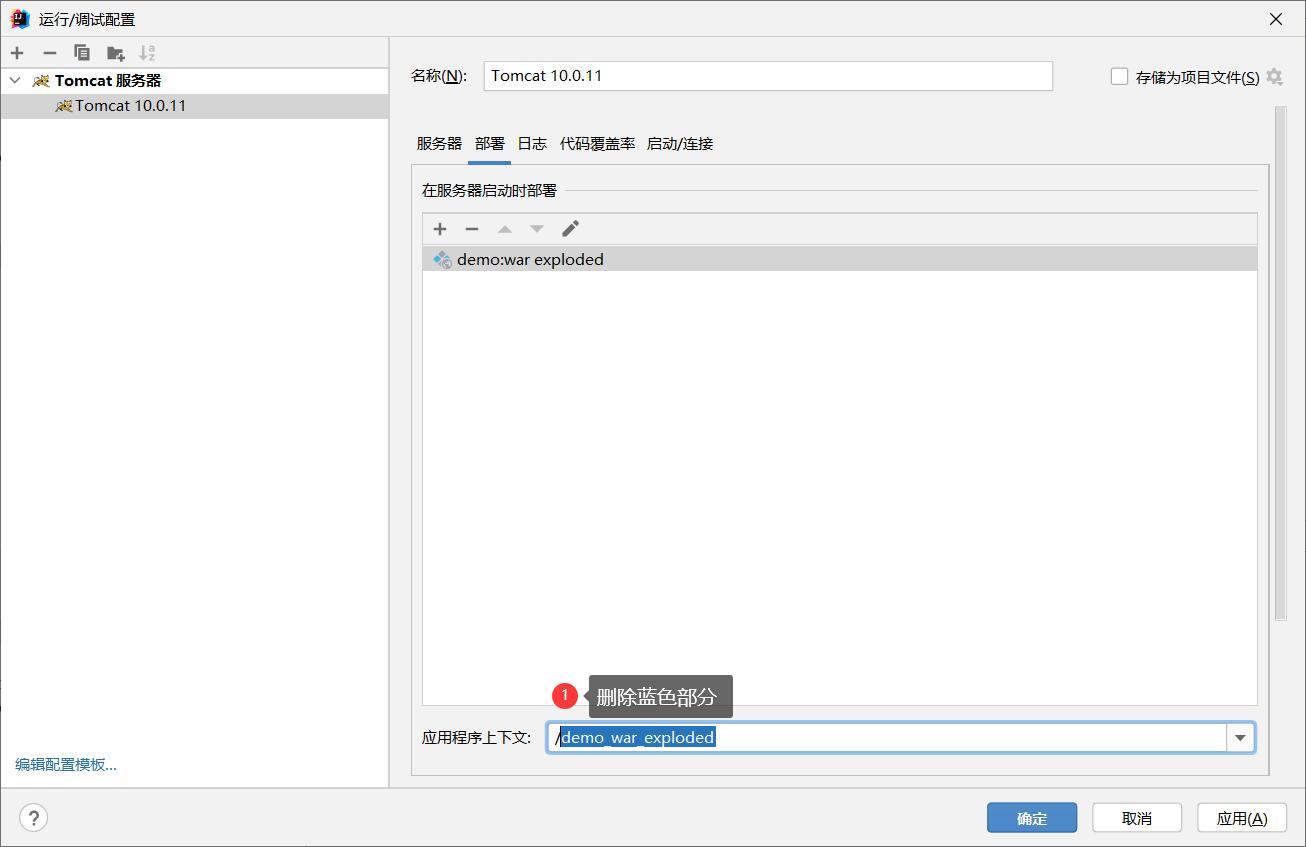 运行/调试配置
Tomcat 服务器
Tomcat 10.0.11
名称(N):
Tomcat 10.0.11
存储为项目文件(S)
服务器 部署 日志 代码覆盖率 启动/连接
在服务器启动时部署
demo:war exploded
1 删除蓝色部分
应用程序上下文: /demo_war_exploded
编辑配置模板...
?
确定 取消 应用(A)